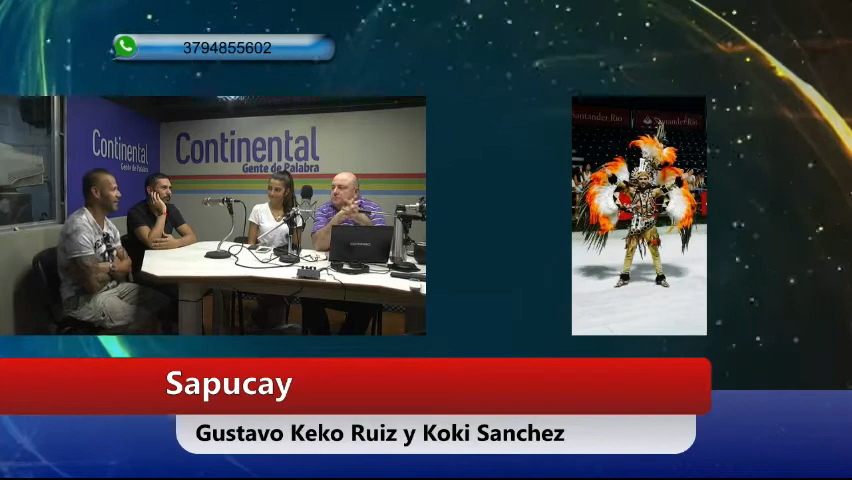 3794855602
Continental
Gente de Palabra
Continental
Gente de Palabra
Santander Río
Santander Río
Sapucay
Gustavo Keko Ruiz y Koki Sanchez